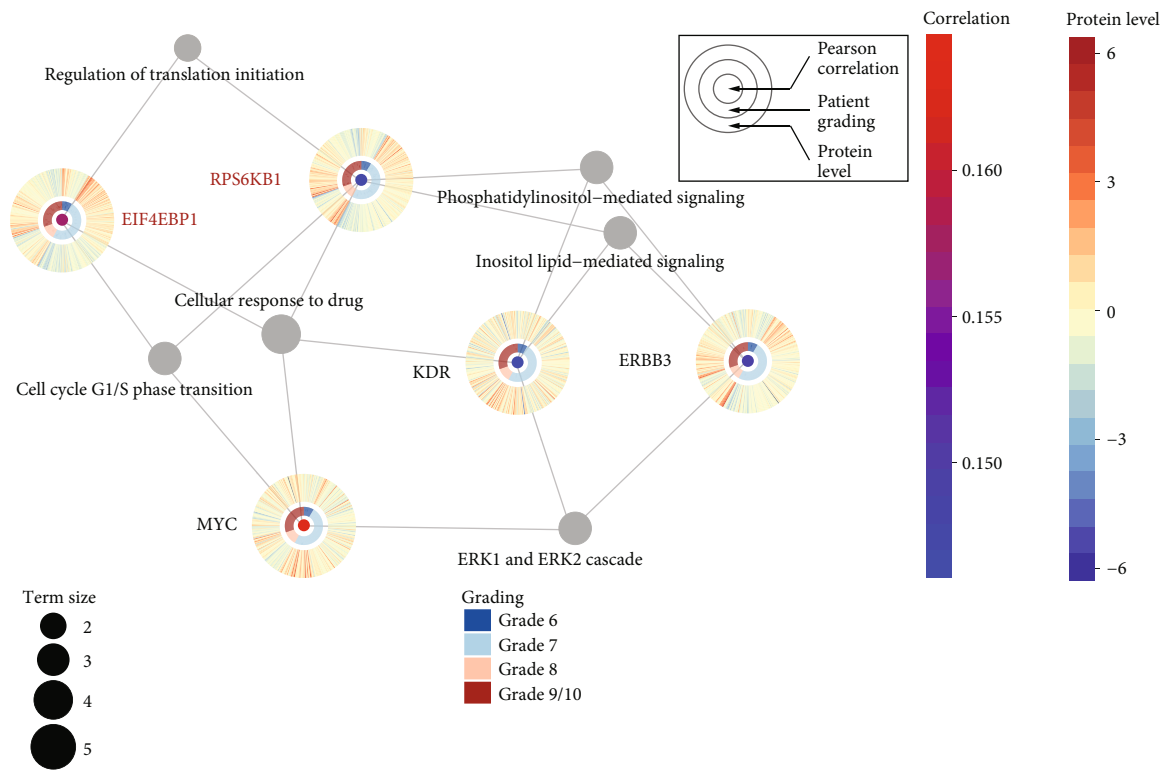 Correlation
Protein level
Regulation of translation initiation
Pearson
correlation
Patient
grading
Protein
level
6
3
0
−3
−6
0.160
0.155
0.150
RPS6KB1
EIF4EBP1
Phosphatidylinositol−mediated signaling
Inositol lipid−mediated signaling
Cellular response to drug
Cell cycle G1/S phase transition
KDR
ERBB3
MYC
ERK1 and ERK2 cascade
Term size
2
3
4
5
Grading
Grade 6
Grade 7
Grade 8
Grade 9/10